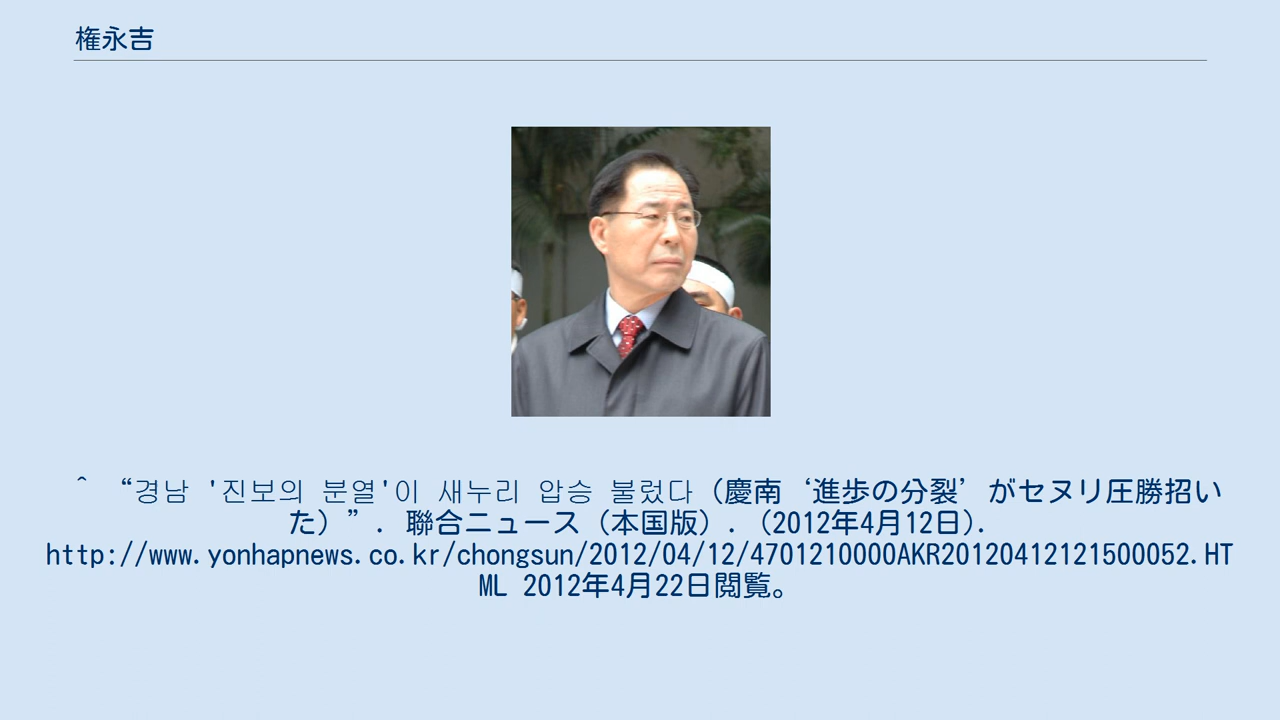 権永吉
^ “경남 '진보의 분열'이 새누리 압승 불렀다（慶南‘進歩の分裂’がセヌリ圧勝招い
た）”. 聯合ニュース（本国版）. （2012年4月12日）.
http://www.yonhapnews.co.kr/chongsun/2012/04/12/4701210000AKR20120412121500052.HT
ML 2012年4月22日閲覧。